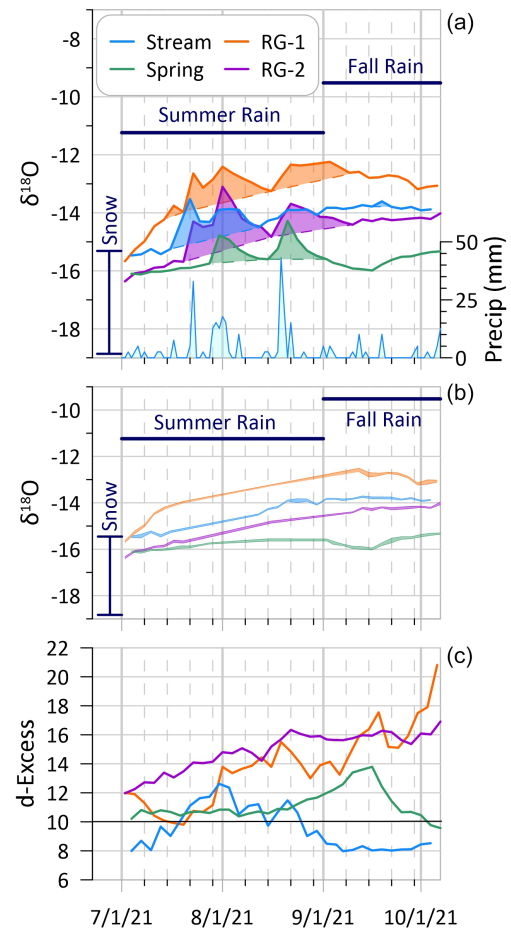 (a)
Stream RG-1
Spring RG-2
Fall Rain
Summer Rain
Snow
δ18O
-8
-10
-12
-14
-16
-18
50
25
0
Precip (mm)
(b)
Fall Rain
Summer Rain
Snow
δ18O
-10
-12
-14
-16
-18
(c)
d-Excess
22
20
18
16
14
12
10
8
6
7/1/21 8/1/21 9/1/21 10/1/21